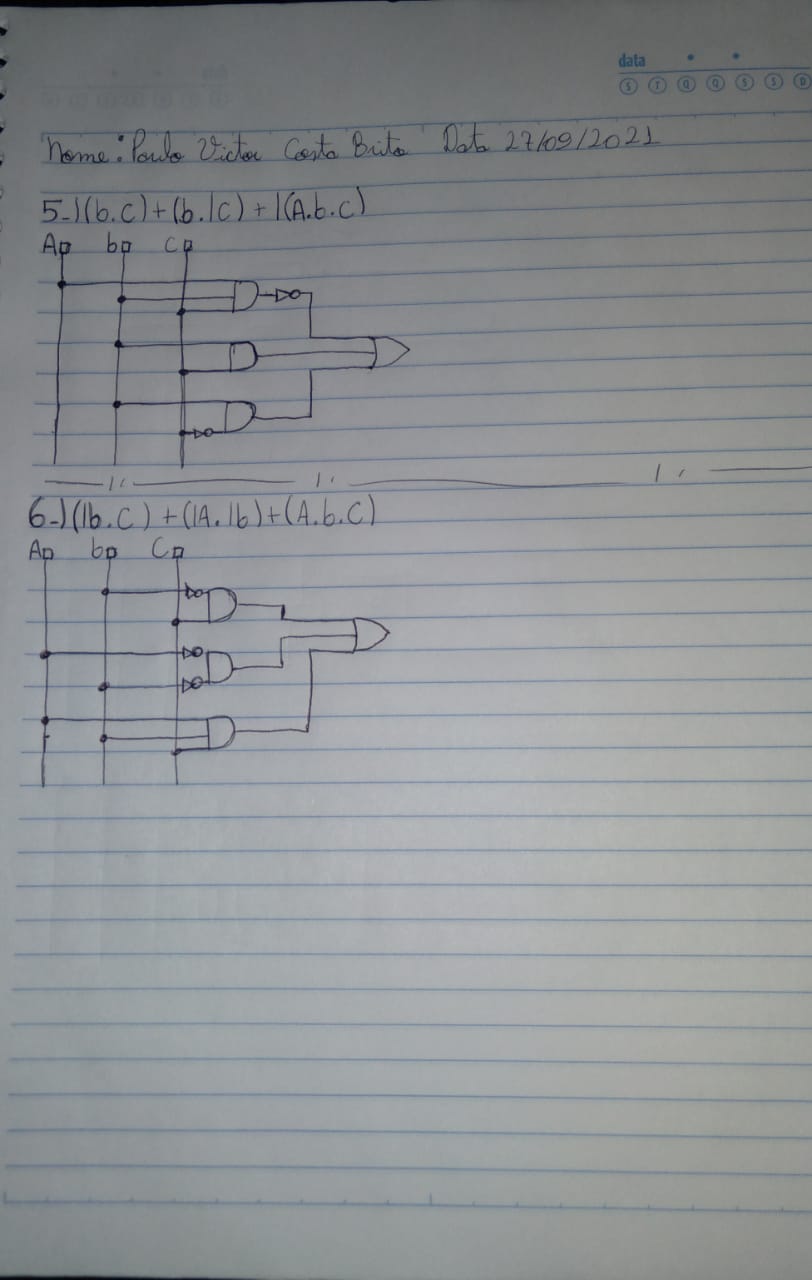 data
S T Q Q S S D
Nome: Paulo Victor Costa Brito Data 27/09/2021
5-)(b.c)+(b./c)+/(A.b.c)
A b C
6-)(/b.C)+(/A./b)+(A.b.C)
A b C